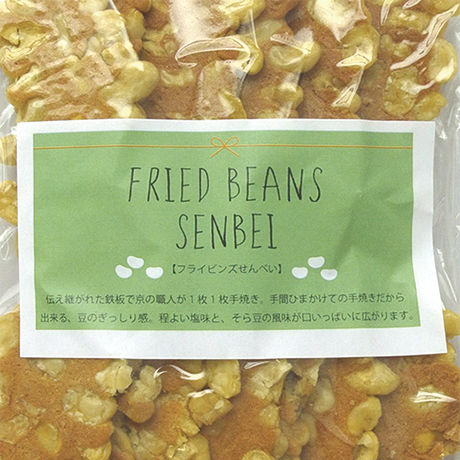 FRIED BEANS
SENBEI
【フライビンズせんべい】
伝え継がれた鉄板で京の職人が1枚1枚手焼き。手間ひまかけての手焼きだから
出来る、豆のぎっしり感。程よい塩味と、そら豆の風味が口いっぱいに広がります。